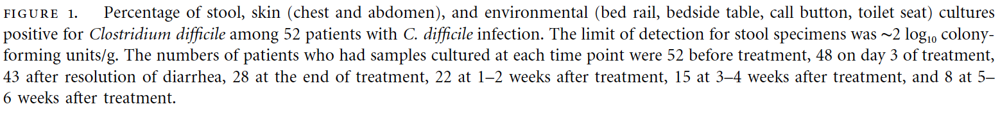 FIGURE 1. Percentage of stool, skin (chest and abdomen), and environmental (bed rail, bedside table, call button, toilet seat) cultures
positive for Clostridium difficile among 52 patients with C. difficile infection. The limit of detection for stool specimens was ∼2 log₁₀ colony-
forming units/g. The numbers of patients who had samples cultured at each time point were 52 before treatment, 48 on day 3 of treatment,
43 after resolution of diarrhea, 28 at the end of treatment, 22 at 1–2 weeks after treatment, 15 at 3–4 weeks after treatment, and 8 at 5–
6 weeks after treatment.